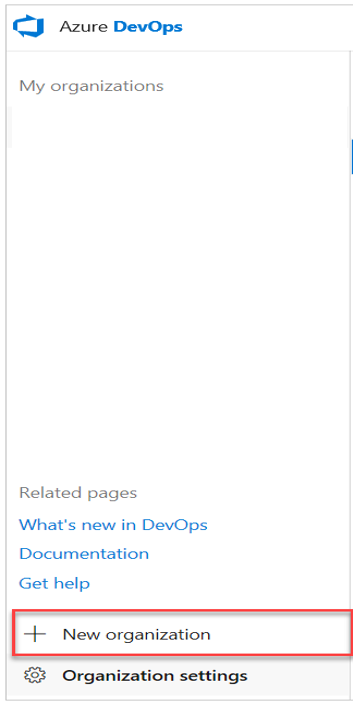 Azure DevOps
My organizations
Related pages
What's new in DevOps
Documentation
Get help
New organization
Organization settings